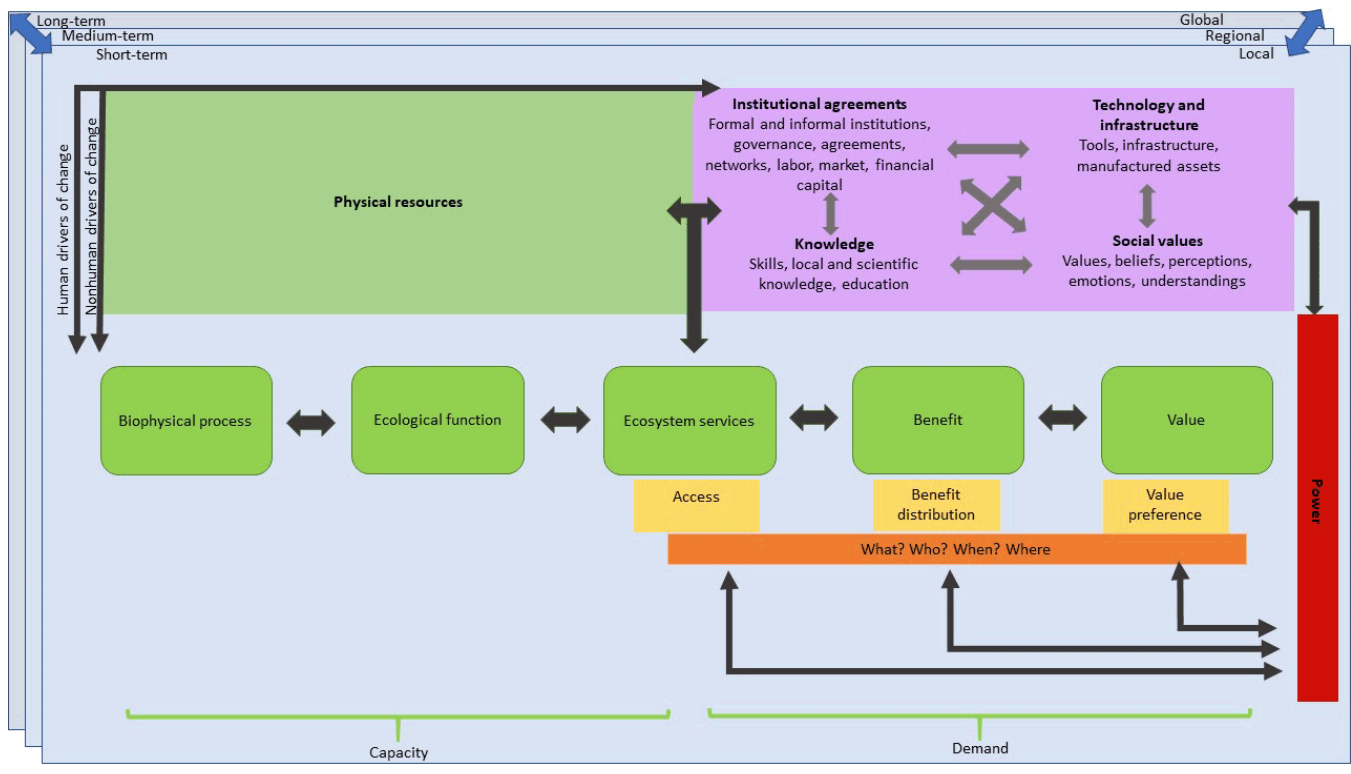 Long-term
Medium-term
Short-term
Global
Regional
Local
Human drivers of change
Nonhuman drivers of change
Physical resources
Institutional agreements
Formal and informal institutions,
governance, agreements,
networks, labor, market, financial
capital
Technology and
infrastructure
Tools, infrastructure,
manufactured assets
Knowledge
Skills, local and scientific
knowledge, education
Social values
Values, beliefs, perceptions,
emotions, understandings
Biophysical process
Ecological function
Ecosystem services
Benefit
Value
Access
Benefit
distribution
Value
preference
What? Who? When? Where
Power
Capacity
Demand